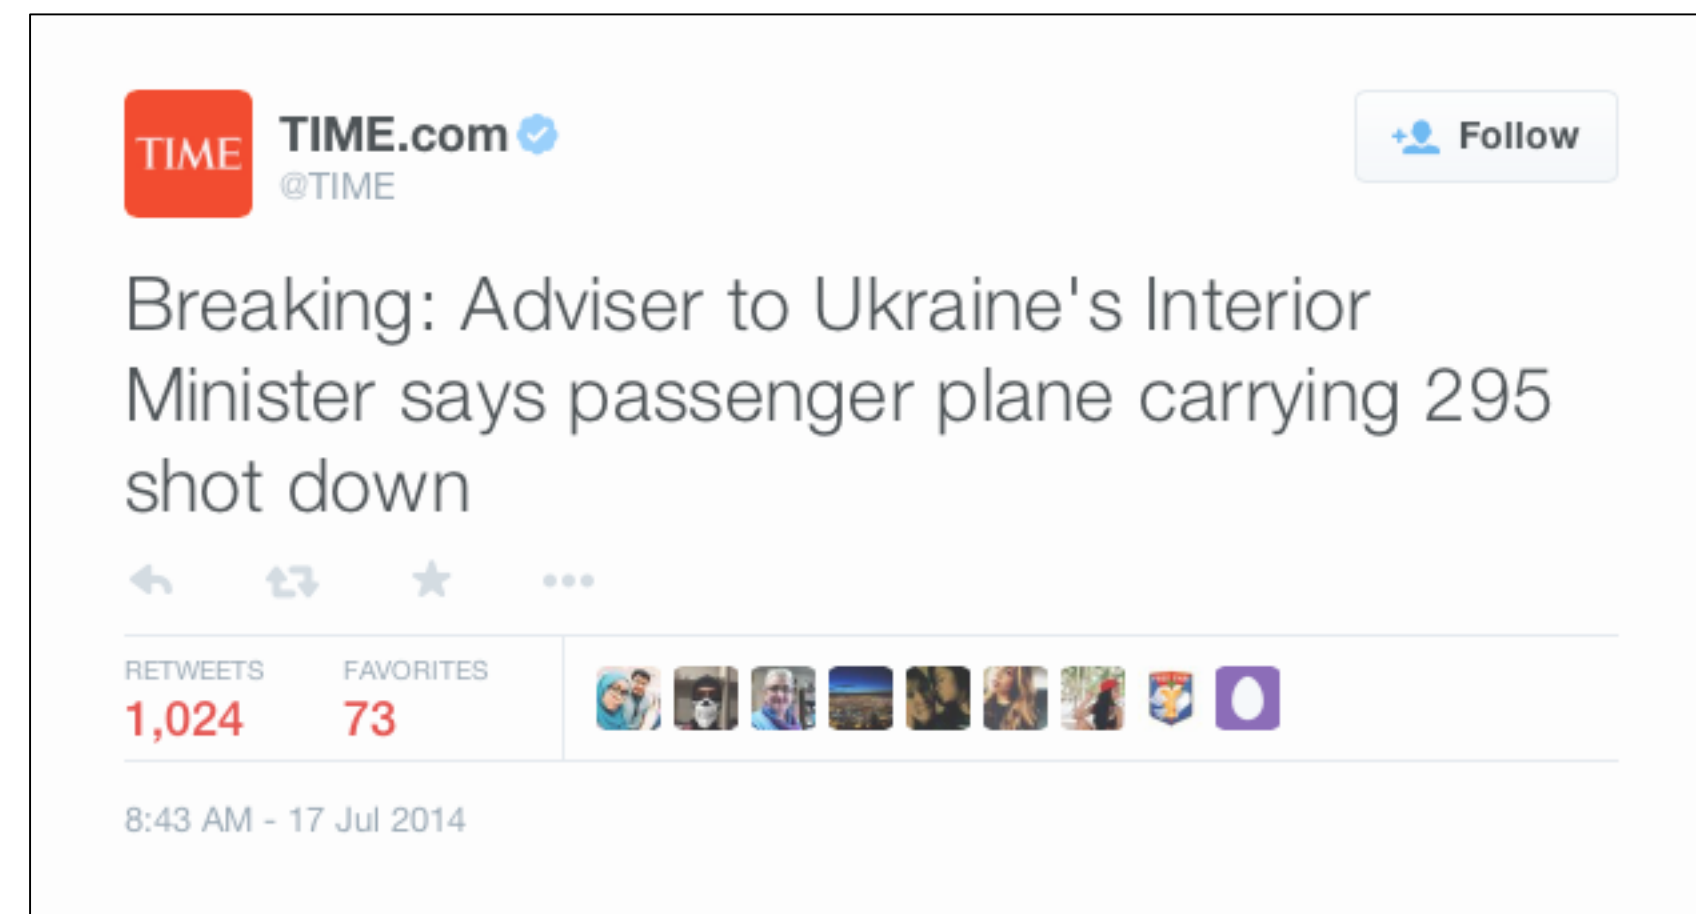 TIME
TIME.com
@TIME
Follow
Breaking: Adviser to Ukraine's Interior
Minister says passenger plane carrying 295
shot down
RETWEETS FAVORITES
1,024 73
8:43 AM - 17 Jul 2014